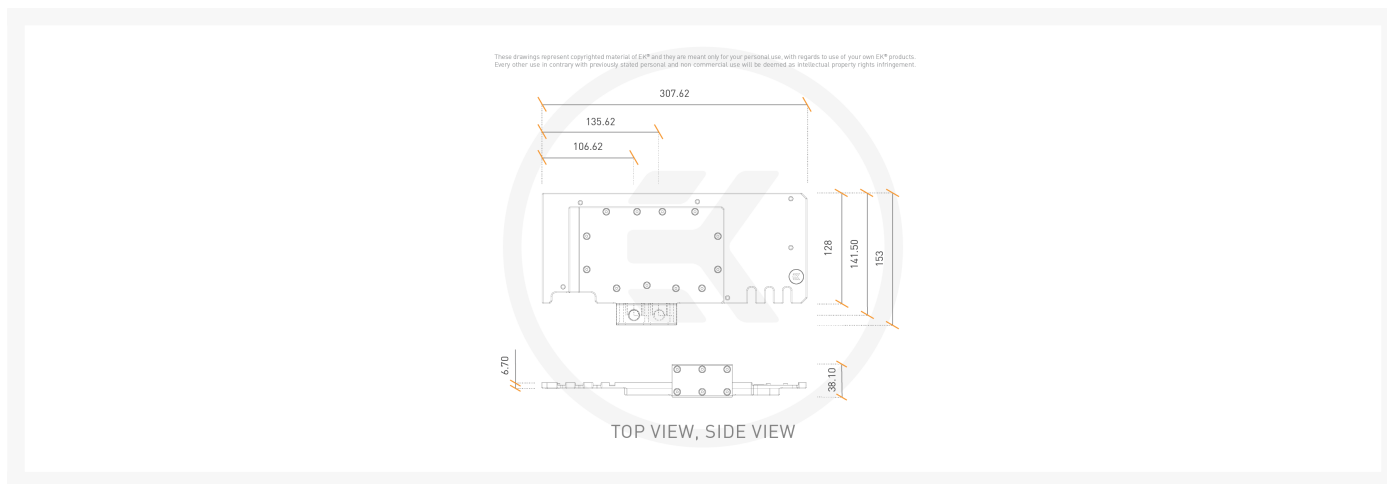 These drawings represent copyrighted material of EK® and they are meant only for your personal use, with regards to use of your own EK® products.
Every other use in contrary with previously stated personal and non commercial use will be deemed as intellectual property rights infringement.
307.62
135.62
106.62
128
141.50
153
6.70
38.10
TOP VIEW, SIDE VIEW